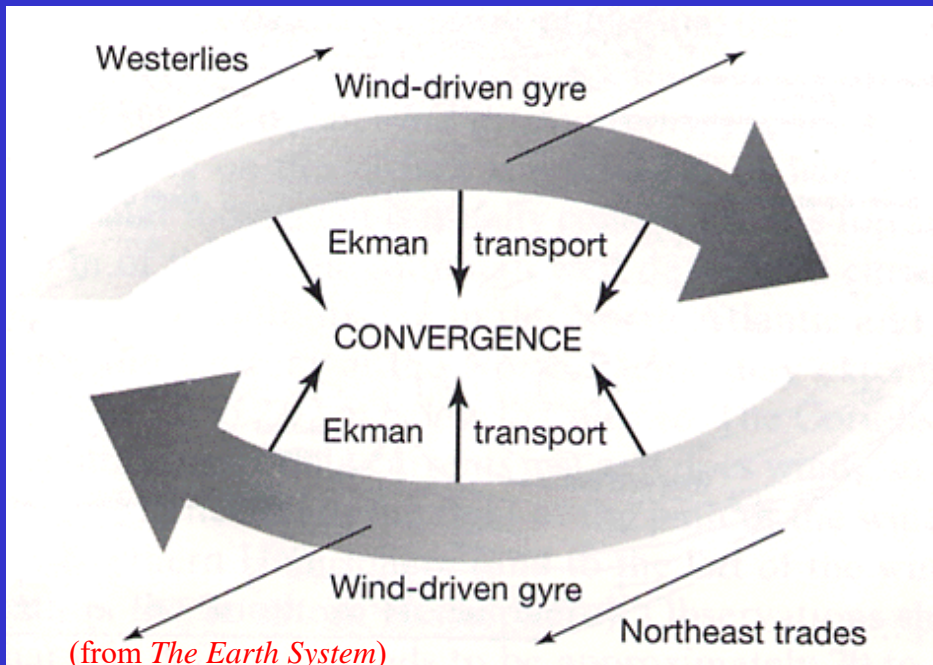 Westerlies
Wind-driven gyre
Ekman transport
CONVERGENCE
Ekman transport
Wind-driven gyre
Northeast trades
(from The Earth System)